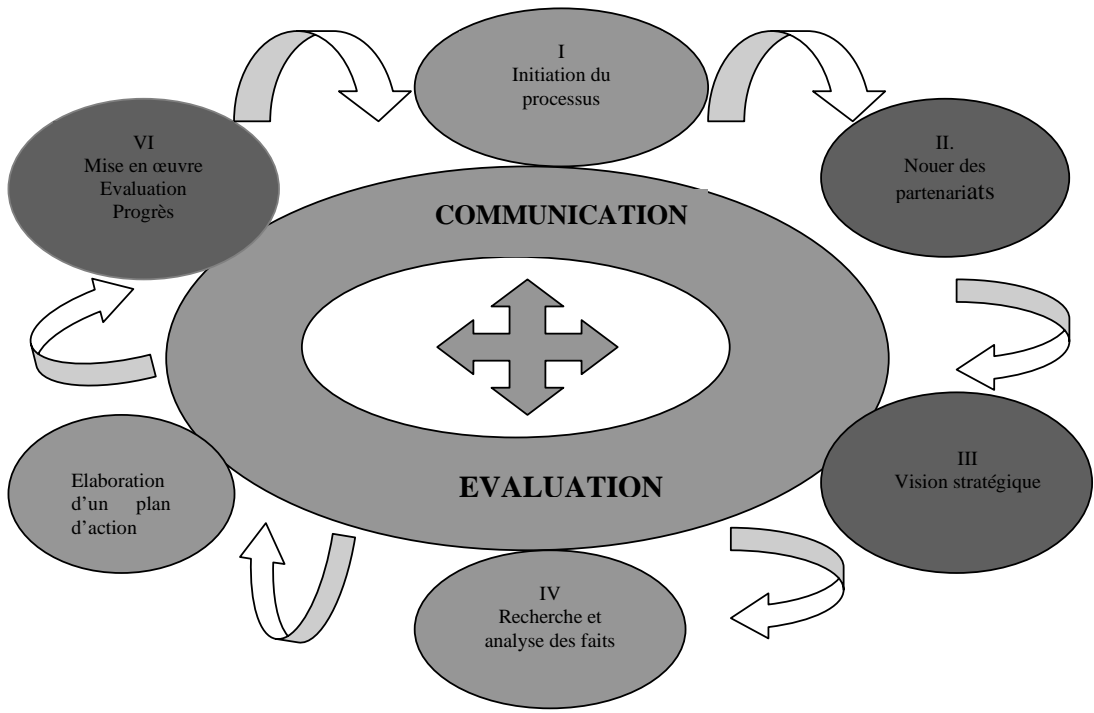 I
Initiation du
processus
II.
Nouer des
partenariats
III
Vision stratégique
IV
Recherche et
analyse des faits
Elaboration
d'un plan
d'action
VI
Mise en œuvre
Evaluation
Progrès
COMMUNICATION
EVALUATION